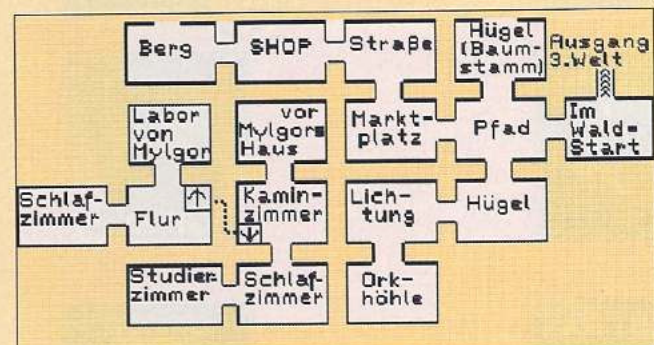 Berg
SHOP
Straße
Hügel
(Baum-
stamm)
Ausgang
3.Welt
Labor
von
Mylgor
vor
Mylgors
Haus
Markt-
platz
Pfad
Im
Wald-
Start
Schlaf-
zimmer
Flur
Kamin-
zimmer
Lich-
tung
Hügel
Studier-
zimmer
Schlaf-
zimmer
Ork-
höhle